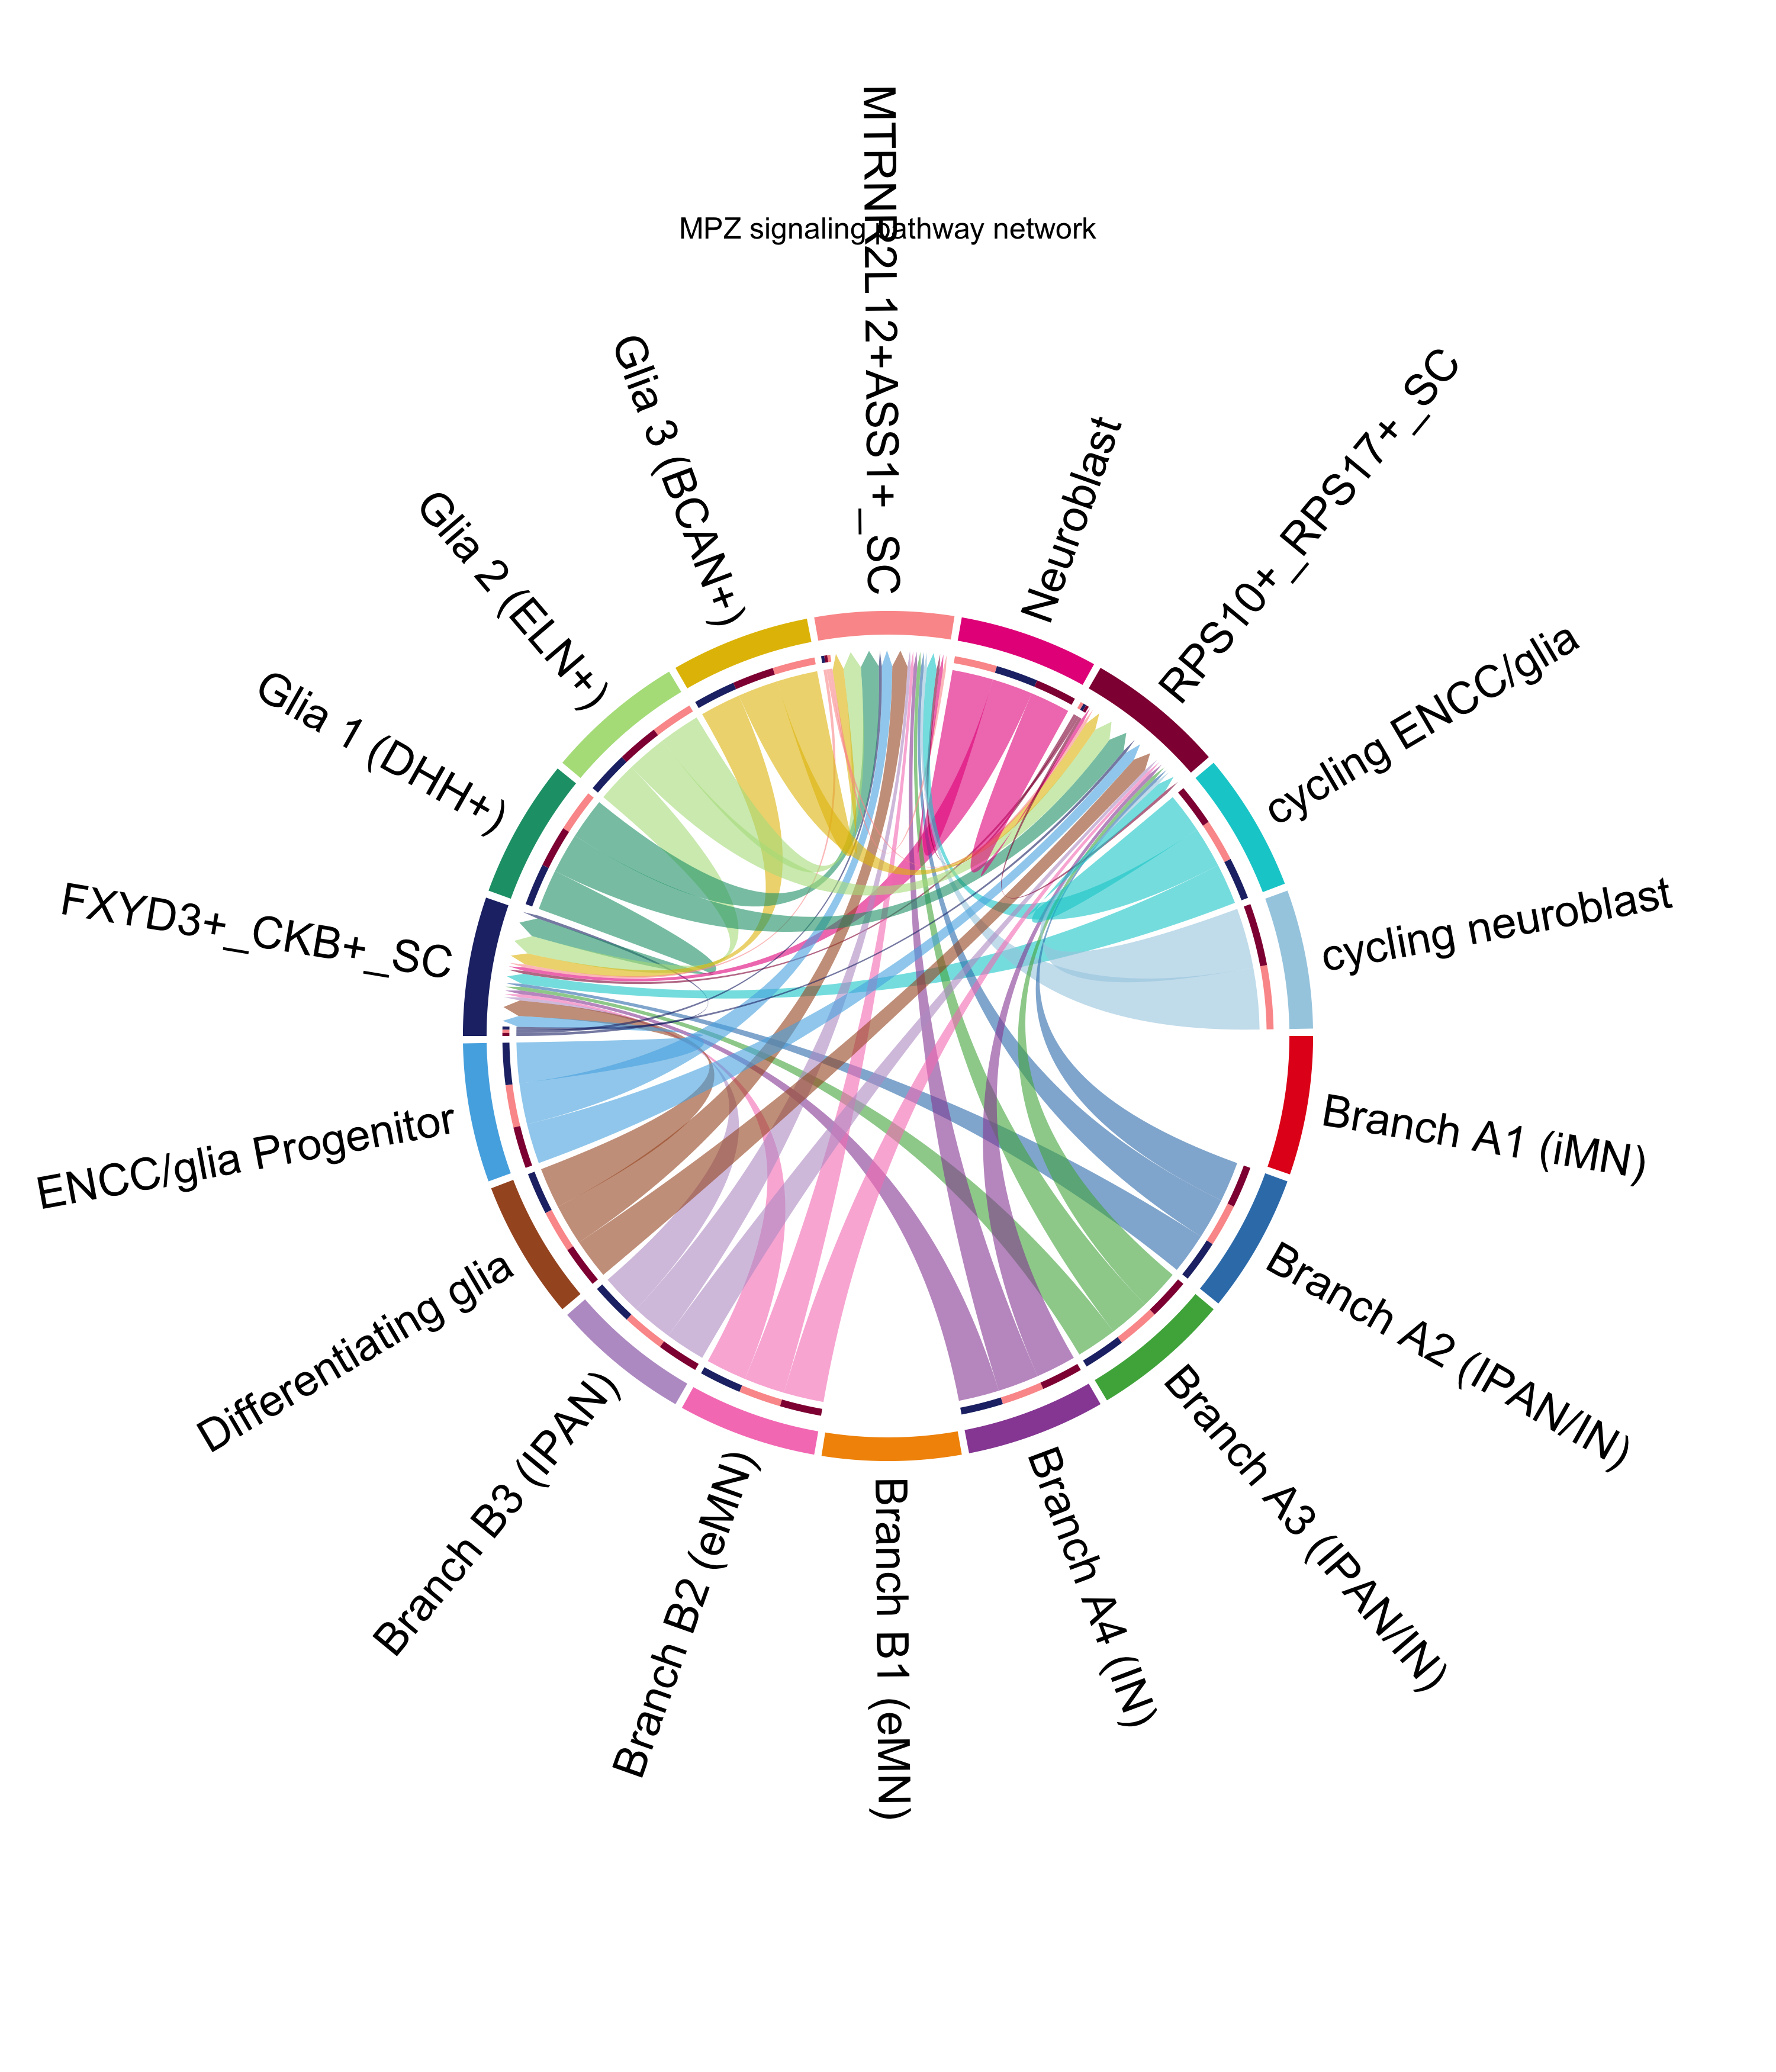 MPZ signaling pathway network
MTRNR2L12+ASS1+_SC
Neuroblast
RPS10+_RPS17+_SC
cycling ENCC/glia
cycling neuroblast
Branch A1 (iMN)
Branch A2 (IPAN/IN)
Branch A3 (IPAN/IN)
Branch A4 (IN)
Branch B1 (eMN)
Branch B2 (eMN)
Branch B3 (IPAN)
Differentiating glia
ENCC/glia Progenitor
FXYD3+_CKB+_SC
Glia 1 (DHH+)
Glia 2 (ELN+)
Glia 3 (BCAN+)